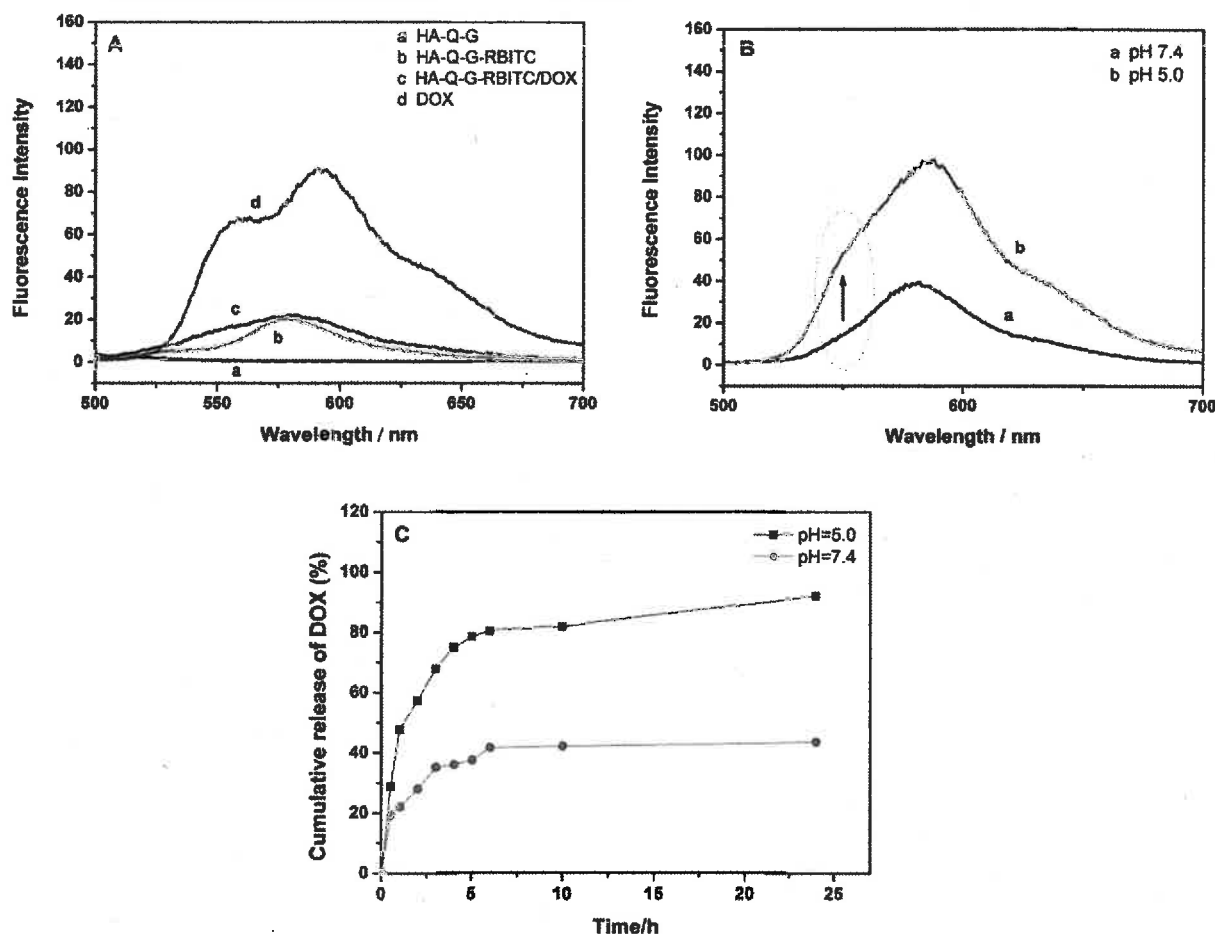 A
a HA-Q-G
b HA-Q-G-RBITC
c HA-Q-G-RBITC/DOX
d DOX
160
140
120
100
80
60
40
20
0
Fluorescence Intensity
d
c
b
a
500
550
600
650
700
Wavelength / nm
B
a pH 7.4
b pH 5.0
160
140
120
100
80
60
40
20
0
Fluorescence Intensity
b
a
500
600
700
Wavelength / nm
C
pH=5.0
pH=7.4
120
100
80
60
40
20
0
Cumulative release of DOX (%)
0
5
10
15
20
25
Time/h